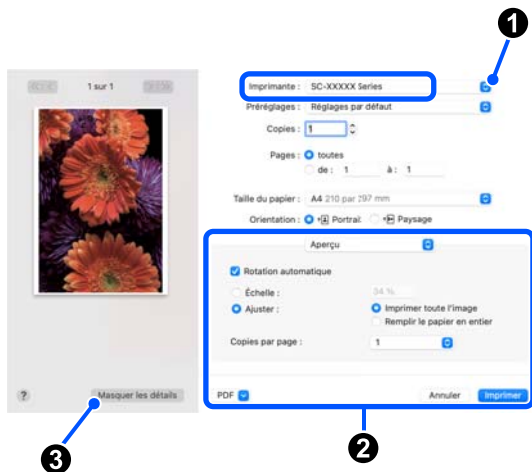 1
1 sur 1
Imprimante : SC-XXXXX Series
Préréglages : Réglages par défaut
Copies : 1
Pages : toutes
de : 1 à : 1
Taille du papier : A4 210 par 297 mm
Orientation : Portrait Paysage
Aperçu
Rotation automatique
Échelle : 34 %
Ajuster : Imprimer toute l'image
Remplir le papier en entier
Copies par page : 1
? Masquer les détails PDF Annuler Imprimer
3 2